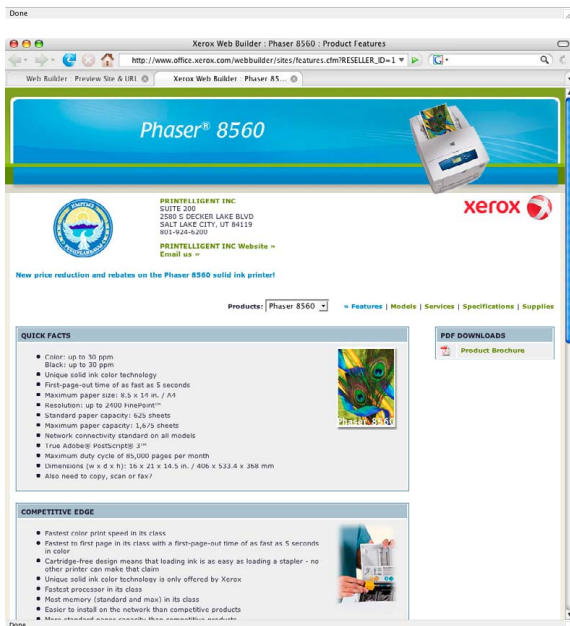 Done
Xerox Web Builder : Phaser 8560 : Product Features
http://www.office.xerox.com/webbuilder/sites/features.cfm?RESELLER_ID=1
Web Builder : Preview Site & URL
Xerox Web Builder : Phaser 85...
Phaser® 8560
PRINTELLIGENT INC
SUITE 200
2580 S DECKER LAKE BLVD
SALT LAKE CITY, UT 84119
801-924-6200
PRINTELLIGENT INC Website »
Email us »
xerox
New price reduction and rebates on the Phaser 8560 solid ink printer!
Products: Phaser 8560
» Features | Models | Services | Specifications | Supplies
QUICK FACTS
Color: up to 30 ppm
Black: up to 30 ppm
Unique solid ink color technology
First-page-out time of as fast as 5 seconds
Maximum paper size: 8.5 x 14 in. / A4
Resolution: up to 2400 FinePoint™
Standard paper capacity: 625 sheets
Maximum paper capacity: 1,675 sheets
Network connectivity standard on all models
True Adobe® PostScript® 3™
Maximum duty cycle of 85,000 pages per month
Dimensions (w x d x h): 16 x 21 x 14.5 in. / 406 x 533.4 x 368 mm
Also need to copy, scan or fax?
Phaser 8560
PDF DOWNLOADS
Product Brochure
COMPETITIVE EDGE
Fastest color print speed in its class
Fastest to first page in its class with a first-page-out time of as fast as 5 seconds
in color
Cartridge-free design means that loading ink is as easy as loading a stapler - no
other printer can make that claim
Unique solid ink color technology is only offered by Xerox
Fastest processor in its class
Most memory (standard and max) in its class
Easier to install on the network than competitive products
More standard paper capacity than competitive products
Done